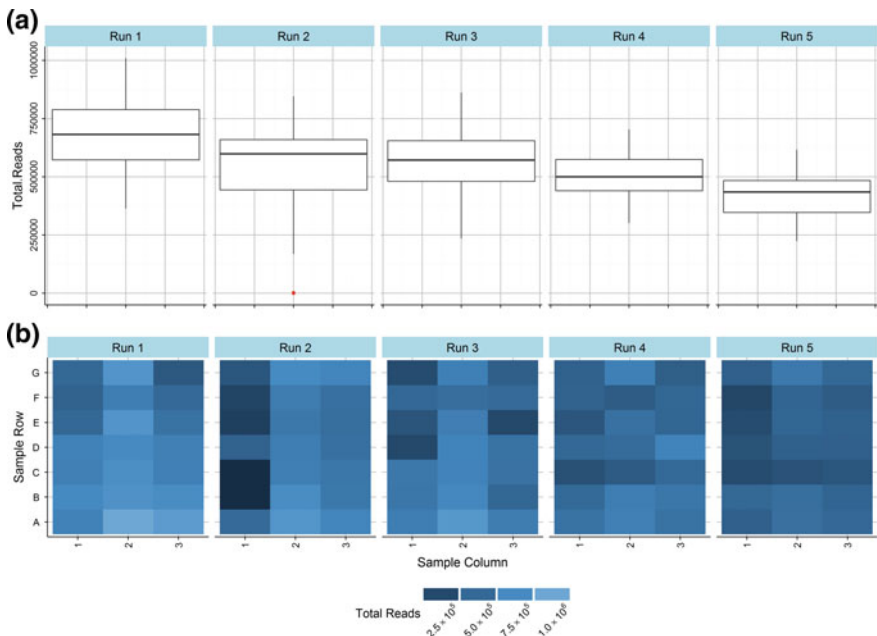 (a)
Run 1 Run 2 Run 3 Run 4 Run 5
Total.Reads
1000000
750000
500000
250000
0
(b)
Run 1 Run 2 Run 3 Run 4 Run 5
Sample Row
G
F
E
D
C
B
A
1 2 3 1 2 3 1 2 3 1 2 3 1 2 3
Sample Column
Total Reads
2.5 × 10⁵ 5.0 × 10⁵ 7.5 × 10⁵ 1.0 × 10⁶